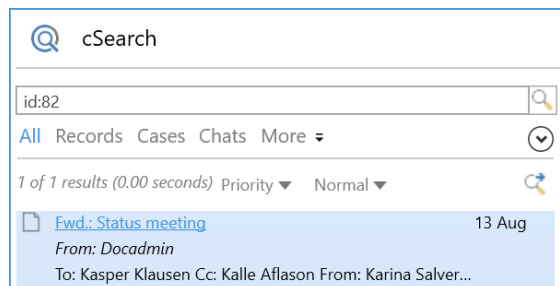 cSearch
id:82
All Records Cases Chats More
1 of 1 results (0.00 seconds) Priority Normal
Fwd.: Status meeting 13 Aug
From: Docadmin
To: Kasper Klausen Cc: Kalle Aflason From: Karina Salver...